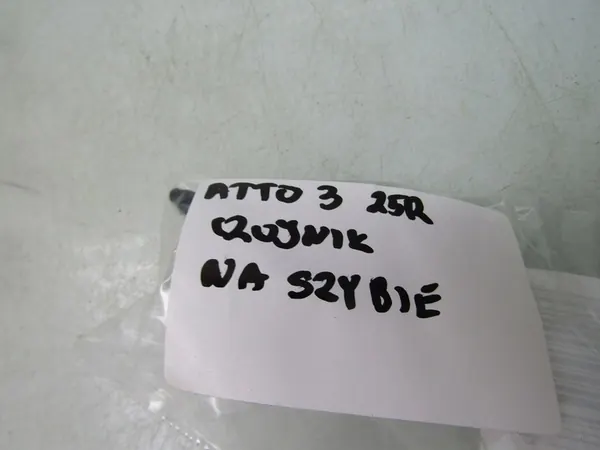 ATTO 3 25R
CZUJNIK
NA SZYBIE